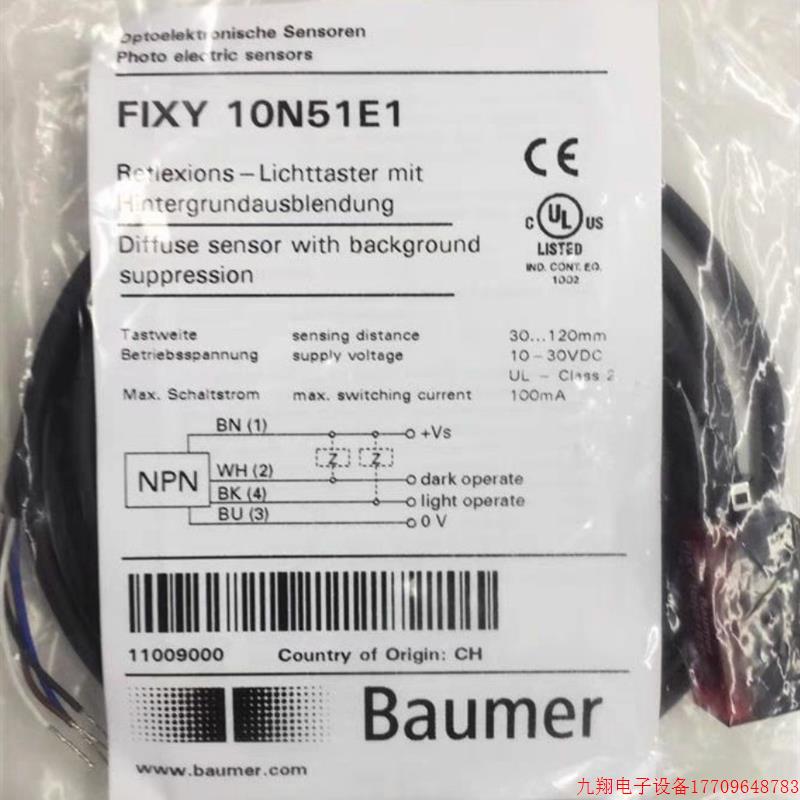 Optoelektronische Sensoren
Photo electric sensors
FIXY 10N51E1
Reflexions – Lichttaster mit
Hintergrundausblendung
Diffuse sensor with background
suppression
CE
C UL US
LISTED
IND. CONT. EQ.
1002
Tastweite sensing distance 30...120mm
Betriebsspannung supply voltage 10 – 30VDC
UL – Class 2
Max. Schaltstrom max. switching current 100mA
BN (1) +Vs
Z Z
NPN
WH (2) dark operate
BK (4) light operate
BU (3) 0 V
11009000 Country of Origin: CH
Baumer
www.baumer.com
九翔电子设备17709648783